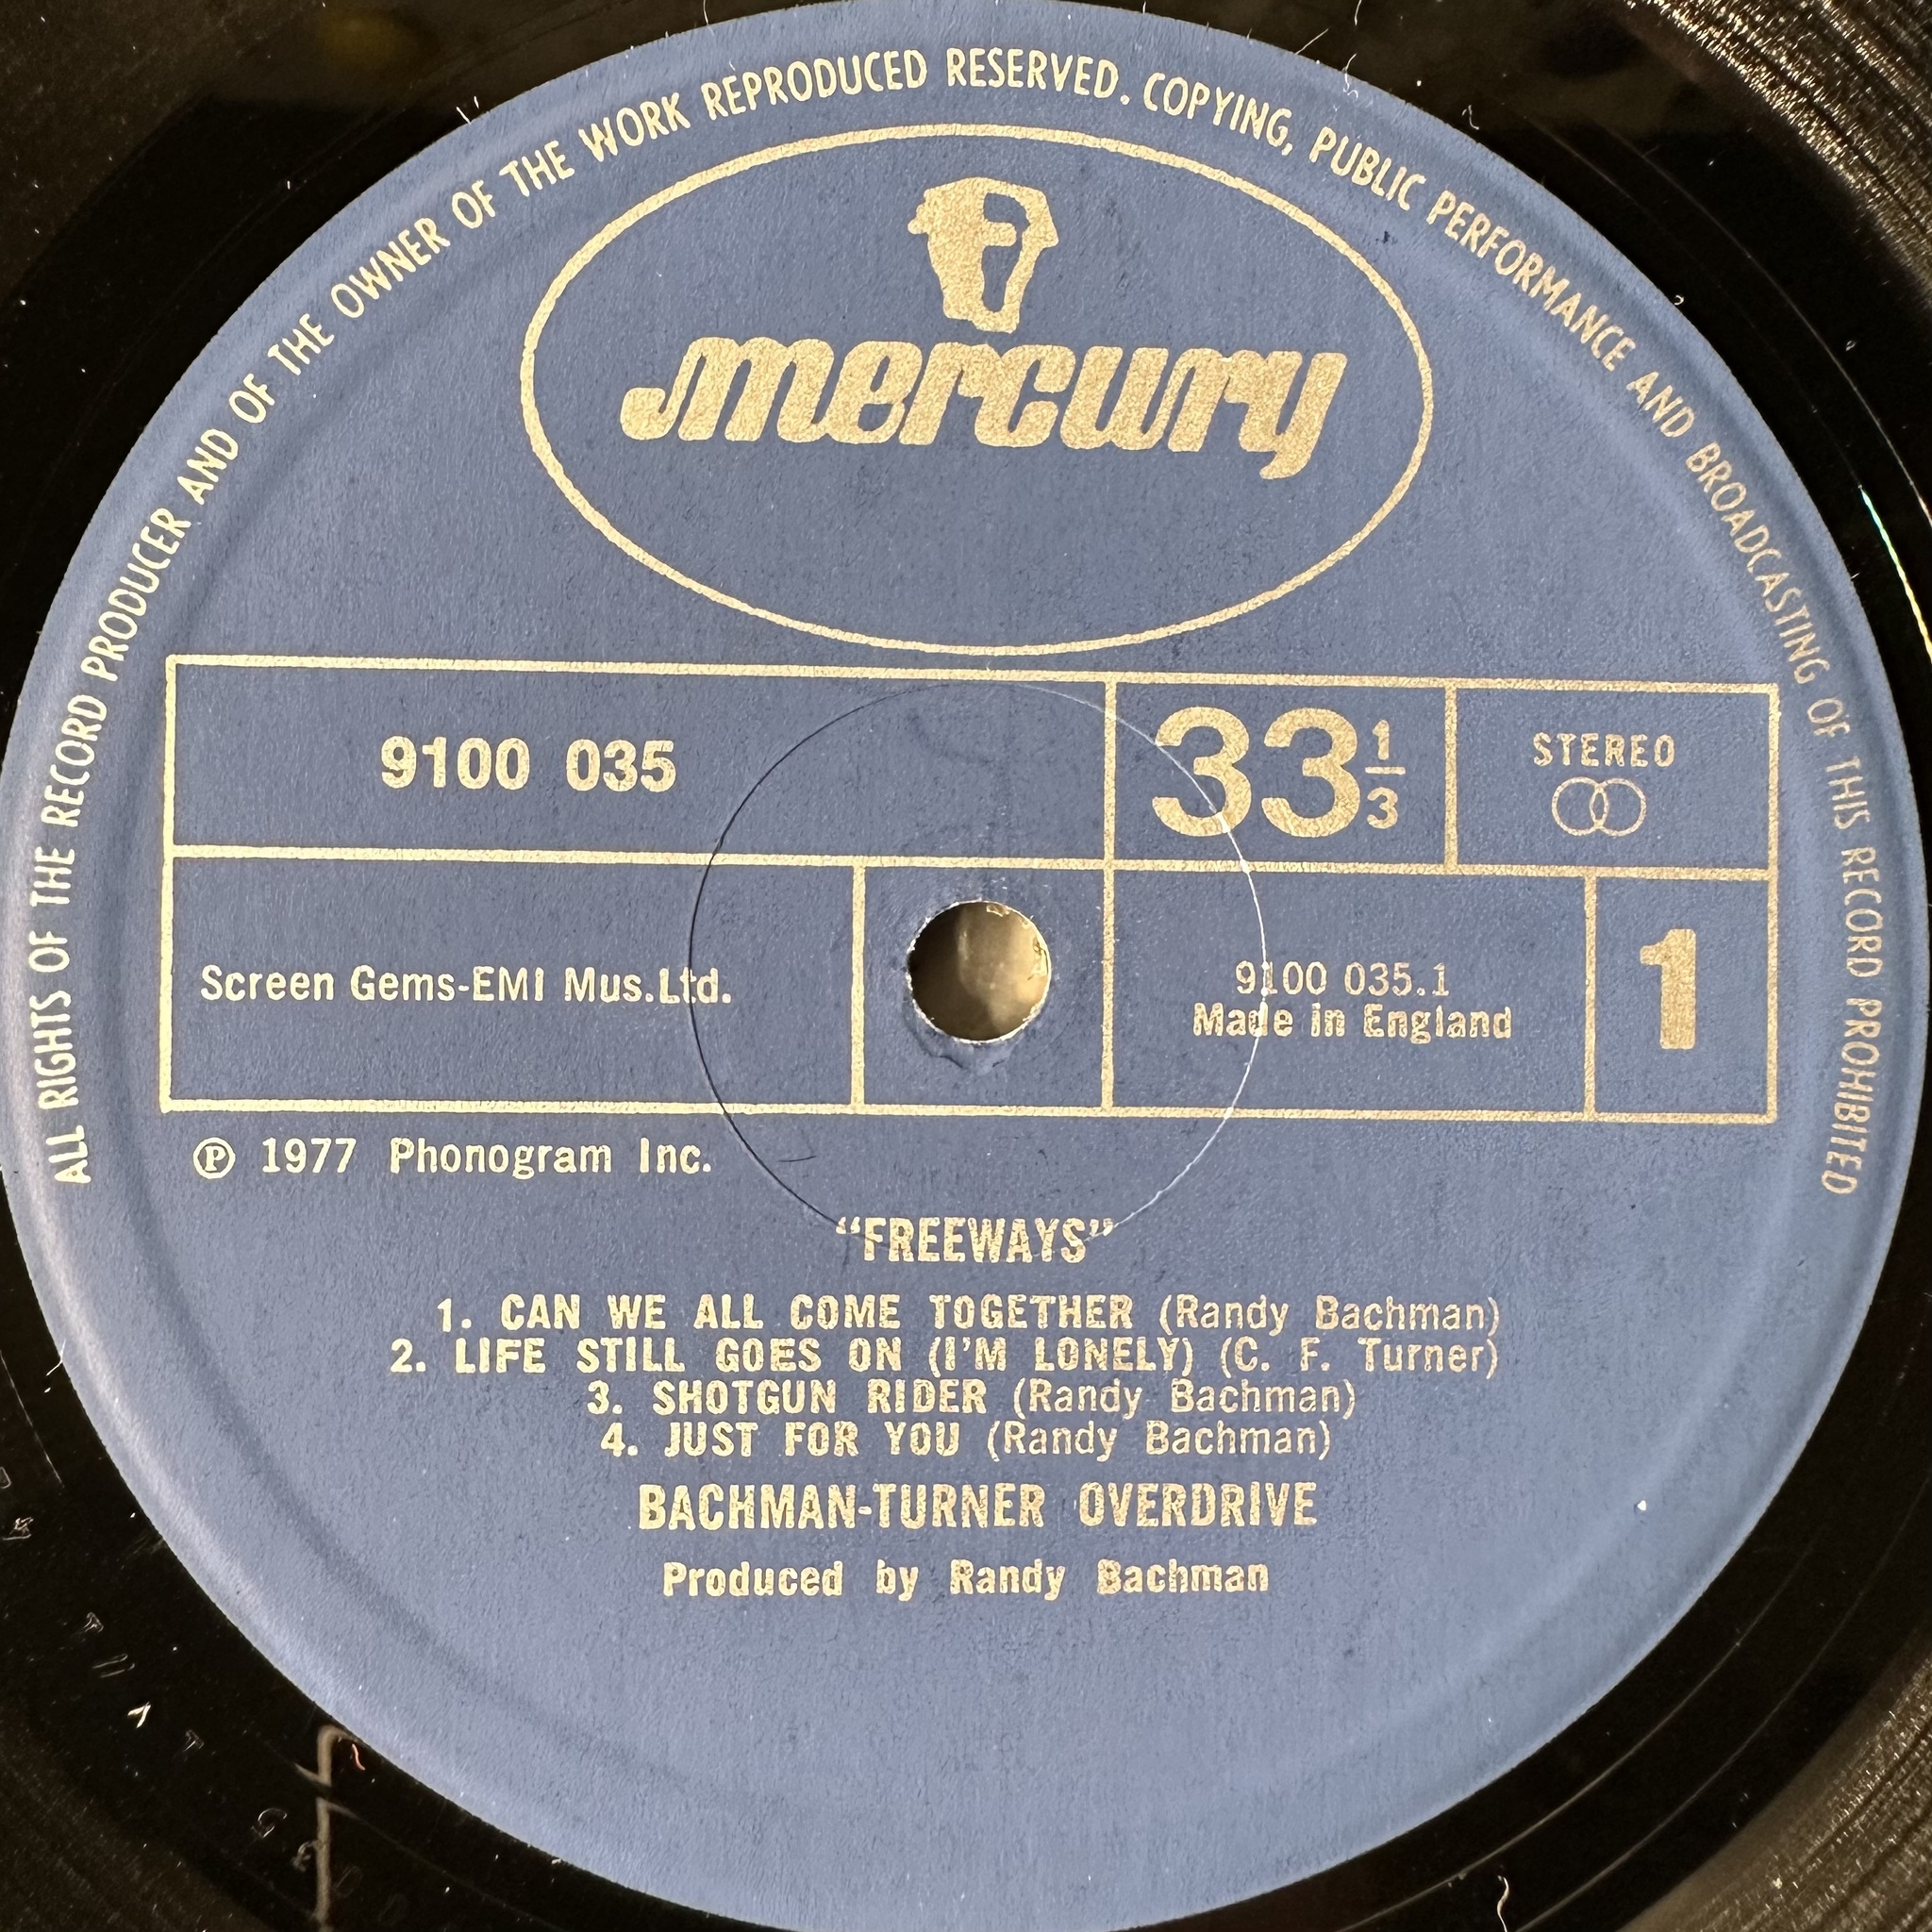 ALL RIGHTS OF THE RECORD PRODUCER AND OF THE OWNER OF THE WORK REPRODUCED RESERVED. COPYING, PUBLIC PERFORMANCE AND BROADCASTING OF THIS RECORD PROHIBITED
mercury
9100 035
33 1/3
STEREO
Screen Gems-EMI Mus.Ltd.
9100 035.1
Made in England
1
Ⓟ 1977 Phonogram Inc.
“FREEWAYS”
1. CAN WE ALL COME TOGETHER (Randy Bachman)
2. LIFE STILL GOES ON (I'M LONELY) (C. F. Turner)
3. SHOTGUN RIDER (Randy Bachman)
4. JUST FOR YOU (Randy Bachman)
BACHMAN-TURNER OVERDRIVE
Produced by Randy Bachman